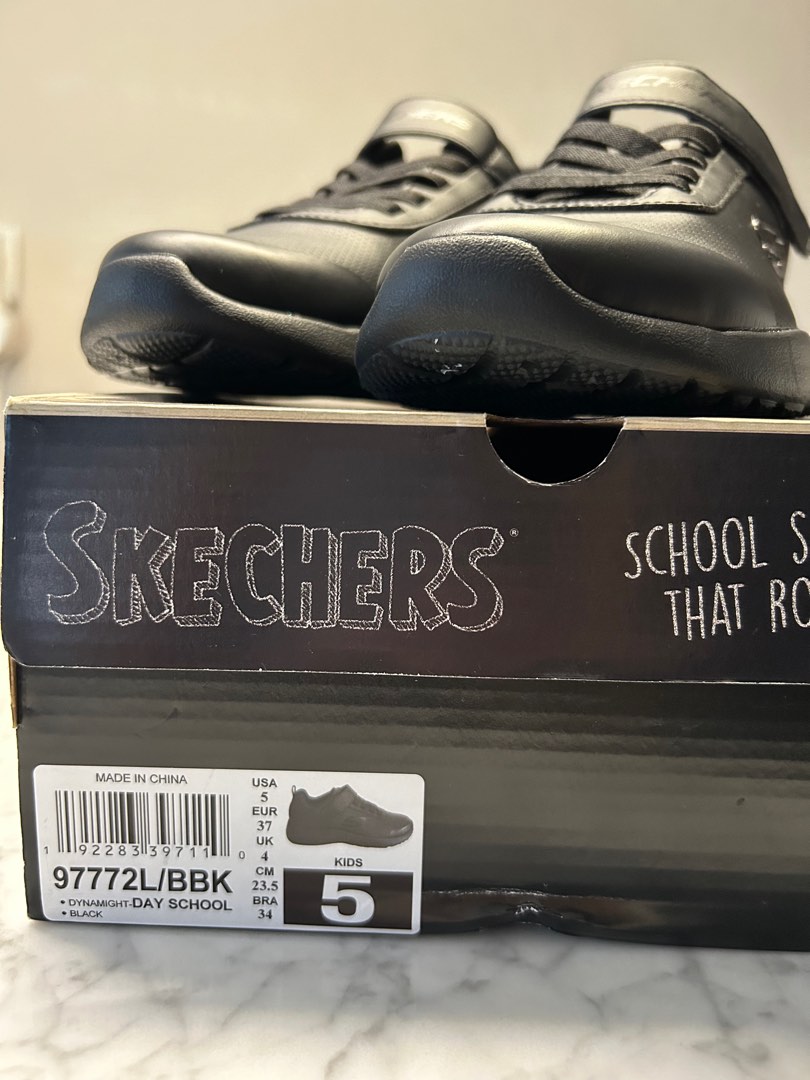 SKECHERS®
SCHOOL S
THAT RO
MADE IN CHINA
1 92283 39711 0
97772L/BBK
• DYNAMIGHT-DAY SCHOOL
• BLACK
USA
5
EUR
37
UK
4
CM
23.5
BRA
34
KIDS
5